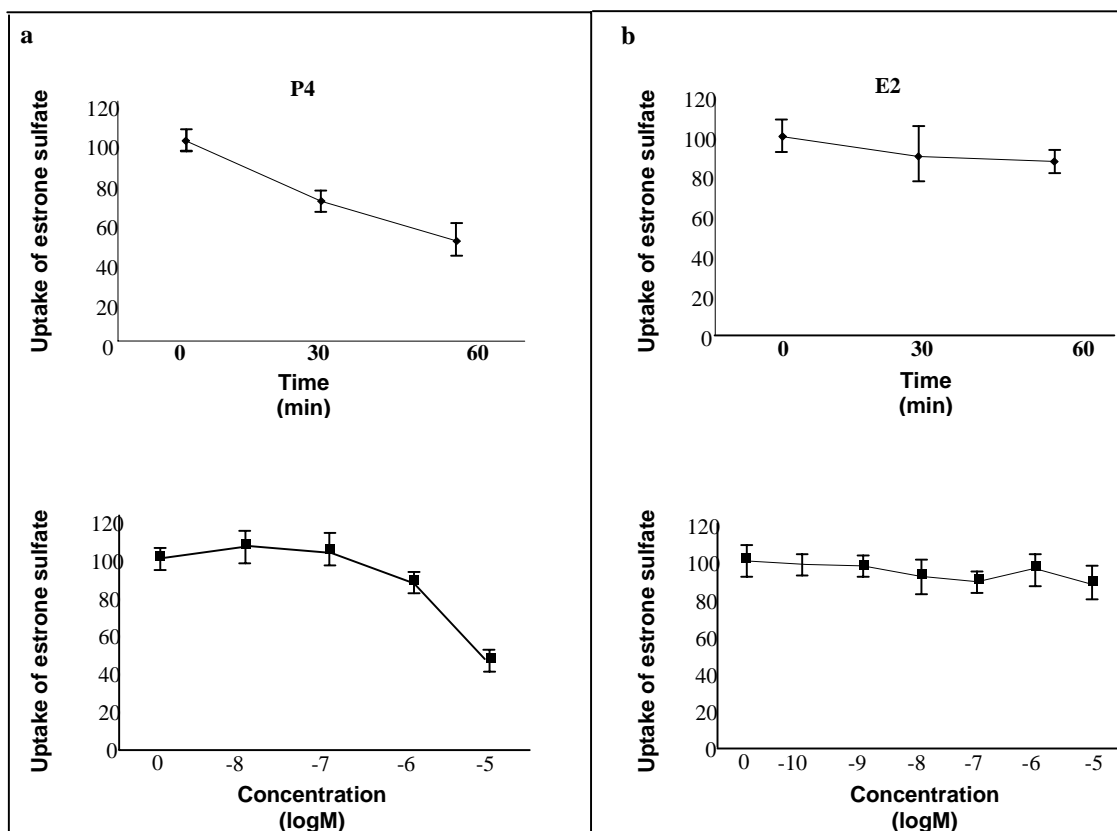 a
P4
Uptake of estrone sulfate
120
100
80
60
40
20
0
0 30 60
Time
(min)
Uptake of estrone sulfate
120
100
80
60
40
20
0
0 -8 -7 -6 -5
Concentration
(logM)
b
E2
Uptake of estrone sulfate
120
100
80
60
40
20
0
0 30 60
Time
(min)
Uptake of estrone sulfate
120
100
80
60
40
20
0
0 -10 -9 -8 -7 -6 -5
Concentration
(logM)